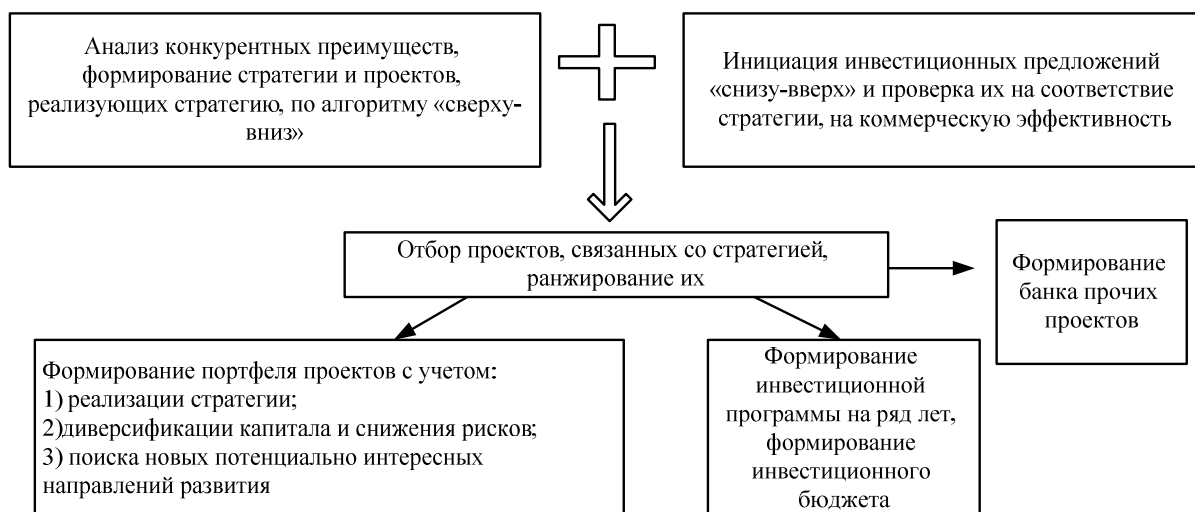 Анализ конкурентных преимуществ,
формирование стратегии и проектов,
реализующих стратегию, по алгоритму «сверху-
вниз»
Инициация инвестиционных предложений
«снизу-вверх» и проверка их на соответствие
стратегии, на коммерческую эффективность
Отбор проектов, связанных со стратегией,
ранжирование их
Формирование
банка прочих
проектов
Формирование портфеля проектов с учетом:
1) реализации стратегии;
2)диверсификации капитала и снижения рисков;
3) поиска новых потенциально интересных
направлений развития
Формирование
инвестиционной
программы на ряд лет,
формирование
инвестиционного
бюджета